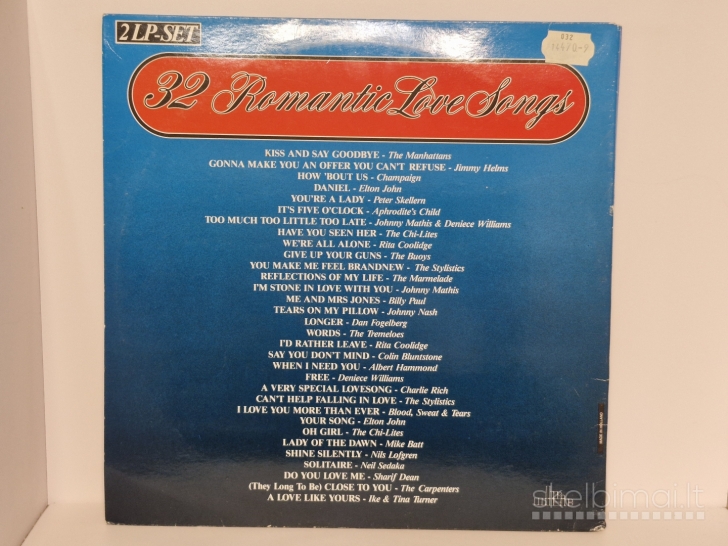 2 LP-SET
32 Romantic Love Songs
KISS AND SAY GOODBYE - The Manhattans
GONNA MAKE YOU AN OFFER YOU CAN'T REFUSE - Jimmy Helms
HOW 'BOUT US - Champaign
DANIEL - Elton John
YOU'RE A LADY - Peter Skellern
IT'S FIVE O'CLOCK - Aphrodite's Child
TOO MUCH TOO LITTLE TOO LATE - Johnny Mathis & Deniece Williams
HAVE YOU SEEN HER - The Chi-Lites
WE'RE ALL ALONE - Rita Coolidge
GIVE UP YOUR GUNS - The Buoys
YOU MAKE ME FEEL BRANDNEW - The Stylistics
REFLECTIONS OF MY LIFE - The Marmelade
I'M STONE IN LOVE WITH YOU - Johnny Mathis
ME AND MRS JONES - Billy Paul
TEARS ON MY PILLOW - Johnny Nash
LONGER - Dan Fogelberg
WORDS - The Tremeloes
I'D RATHER LEAVE - Rita Coolidge
SAY YOU DON'T MIND - Colin Bluntstone
WHEN I NEED YOU - Albert Hammond
FREE - Deniece Williams
A VERY SPECIAL LOVESONG - Charlie Rich
CAN'T HELP FALLING IN LOVE - The Stylistics
I LOVE YOU MORE THAN EVER - Blood, Sweat & Tears
YOUR SONG - Elton John
OH GIRL - The Chi-Lites
LADY OF THE DAWN - Mike Batt
SHINE SILENTLY - Nils Lofgren
SOLITAIRE - Neil Sedaka
DO YOU LOVE ME - Sharif Dean
(They Long To Be) CLOSE TO YOU - The Carpenters
A LOVE LIKE YOURS - Ike & Tina Turner
MADE IN HOLLAND
skelbimai.lt